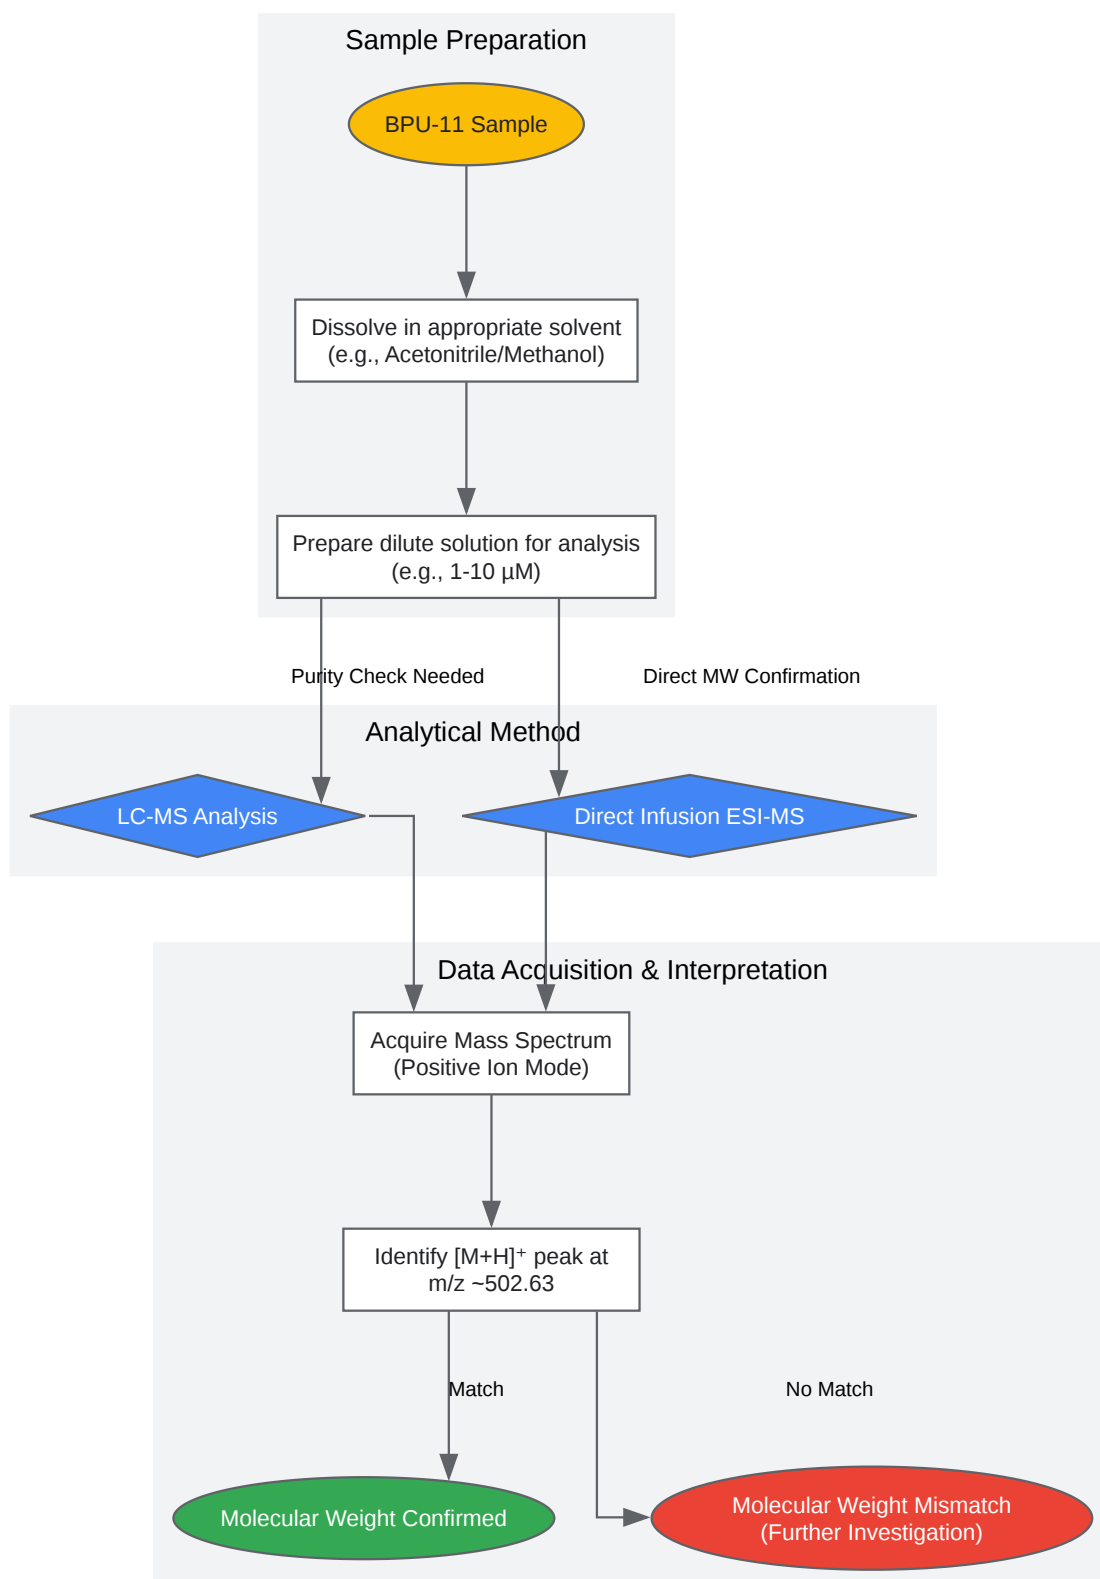 Sample Preparation
BPU-11 Sample
Dissolve in appropriate solvent
(e.g., Acetonitrile/Methanol)
Prepare dilute solution for analysis
(e.g., 1-10 µM)
Purity Check Needed
Direct MW Confirmation
Analytical Method
LC-MS Analysis
Direct Infusion ESI-MS
Data Acquisition & Interpretation
Acquire Mass Spectrum
(Positive Ion Mode)
Identify [M+H]⁺ peak at
m/z ~502.63
Match
No Match
Molecular Weight Confirmed
Molecular Weight Mismatch
(Further Investigation)